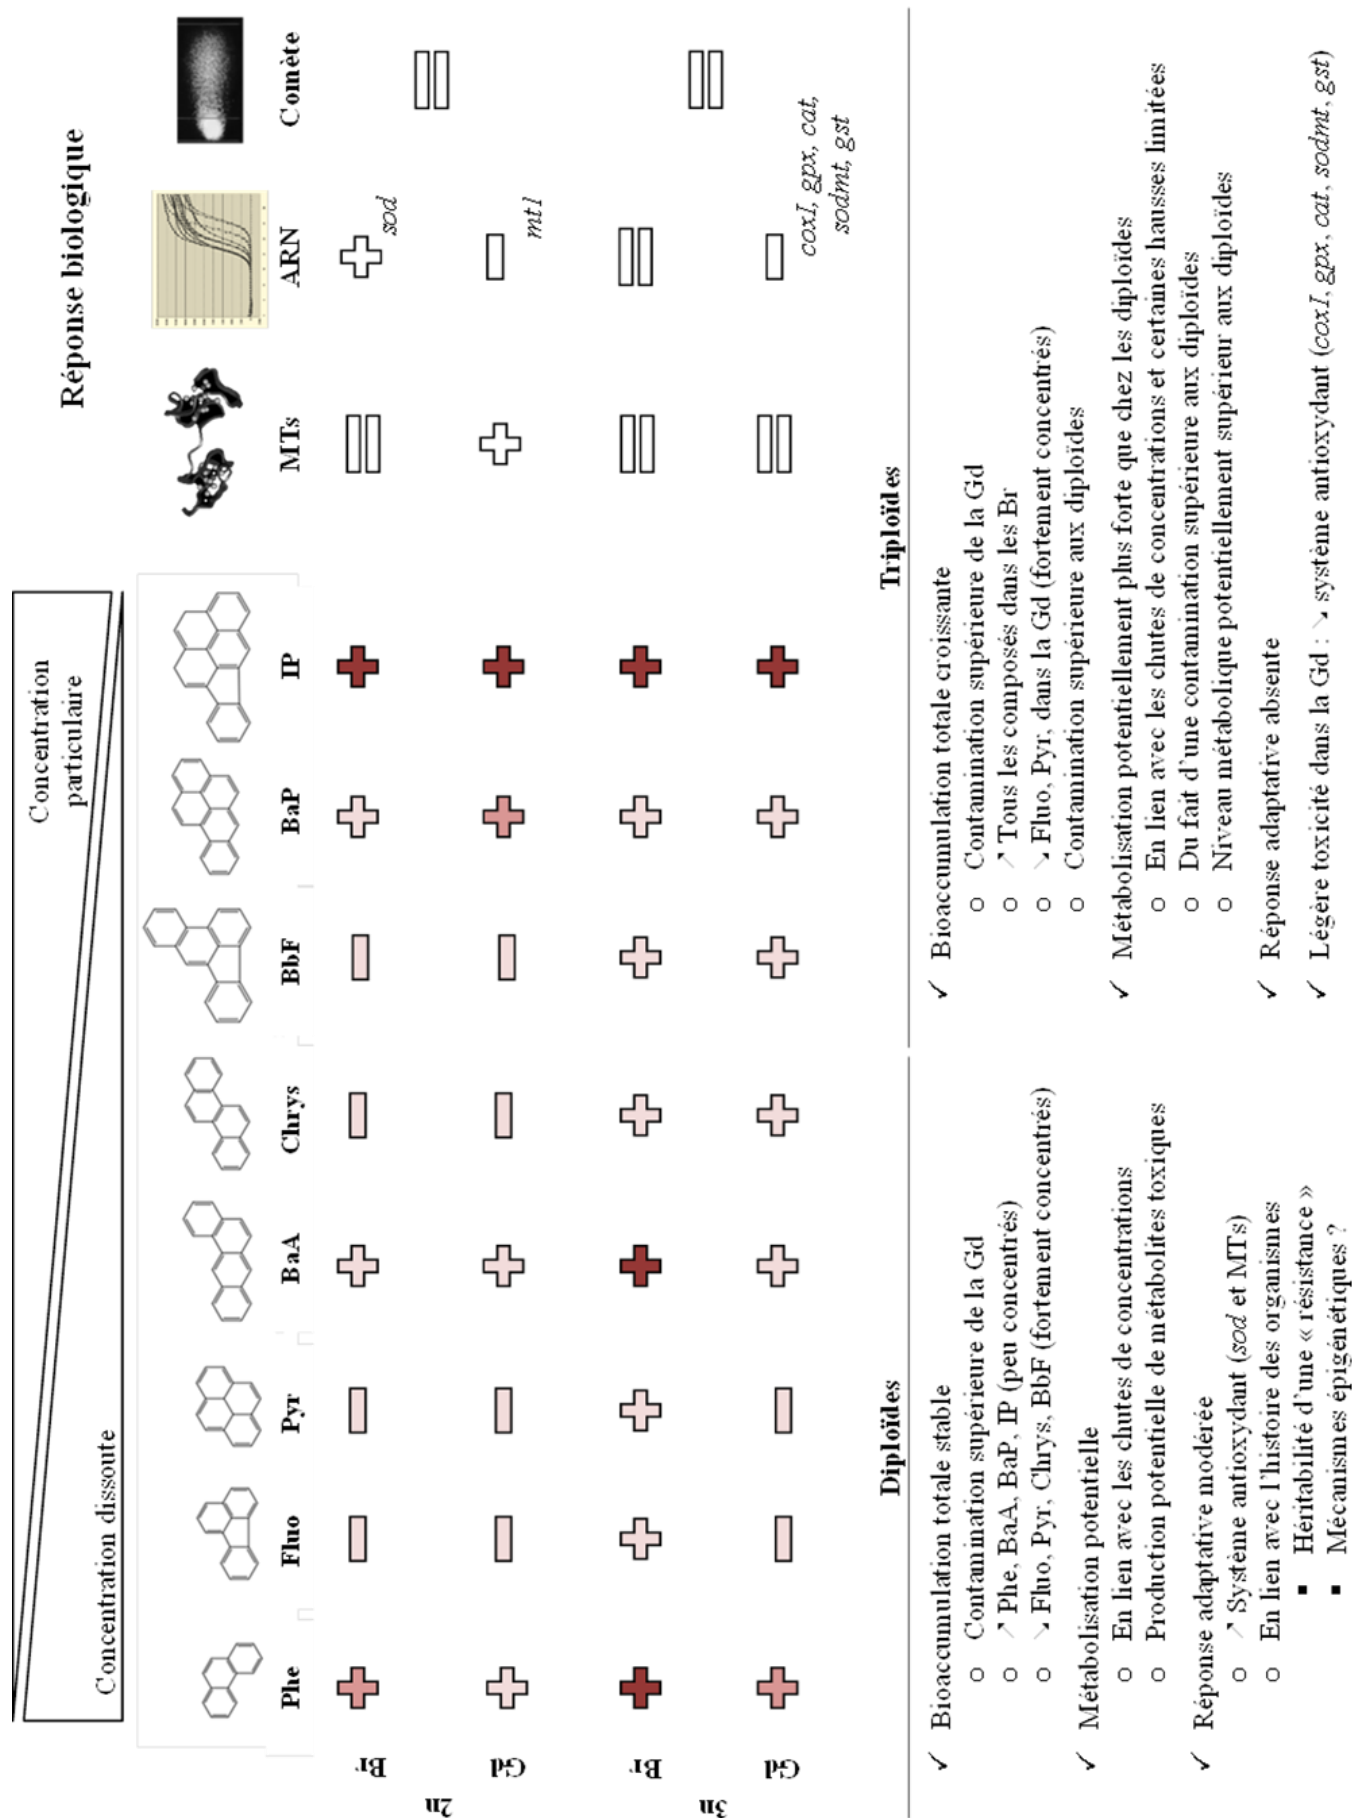 Réponse biologique
Concentration dissoute
Concentration
particulaire
Phe
Fluo
Pyr
BaA
Chrys
BbF
BaP
IP
MTs
ARN
Comète
2n
Br
sod
Gd
mt1
3n
Br
Gd
coxI, gpx, cat,
sodmt, gst
Diploïdes
✓ Bioaccumulation totale stable
o Contamination supérieure de la Gd
o ↗ Phe, BaA, BaP, IP (peu concentrés)
o ↘ Fluo, Pyr, Chrys, BbF (fortement concentrés)
✓ Métabolisation potentielle
o En lien avec les chutes de concentrations
o Production potentielle de métabolites toxiques
✓ Réponse adaptative modérée
o ↗ Système antioxydant (sod et MTs)
o En lien avec l'histoire des organismes
▪ Héritabilité d'une « résistance »
▪ Mécanismes épigénétiques ?
Triploïdes
✓ Bioaccumulation totale croissante
o Contamination supérieure de la Gd
o ↗ Tous les composés dans les Br
o ↘ Fluo, Pyr, dans la Gd (fortement concentrés)
o Contamination supérieure aux diploïdes
✓ Métabolisation potentiellement plus forte que chez les diploïdes
o En lien avec les chutes de concentrations et certaines hausses limitées
o Du fait d'une contamination supérieure aux diploïdes
o Niveau métabolique potentiellement supérieur aux diploïdes
✓ Réponse adaptative absente
✓ Légère toxicité dans la Gd : ↘ système antioxydant (coxI, gpx, cat, sodmt, gst)